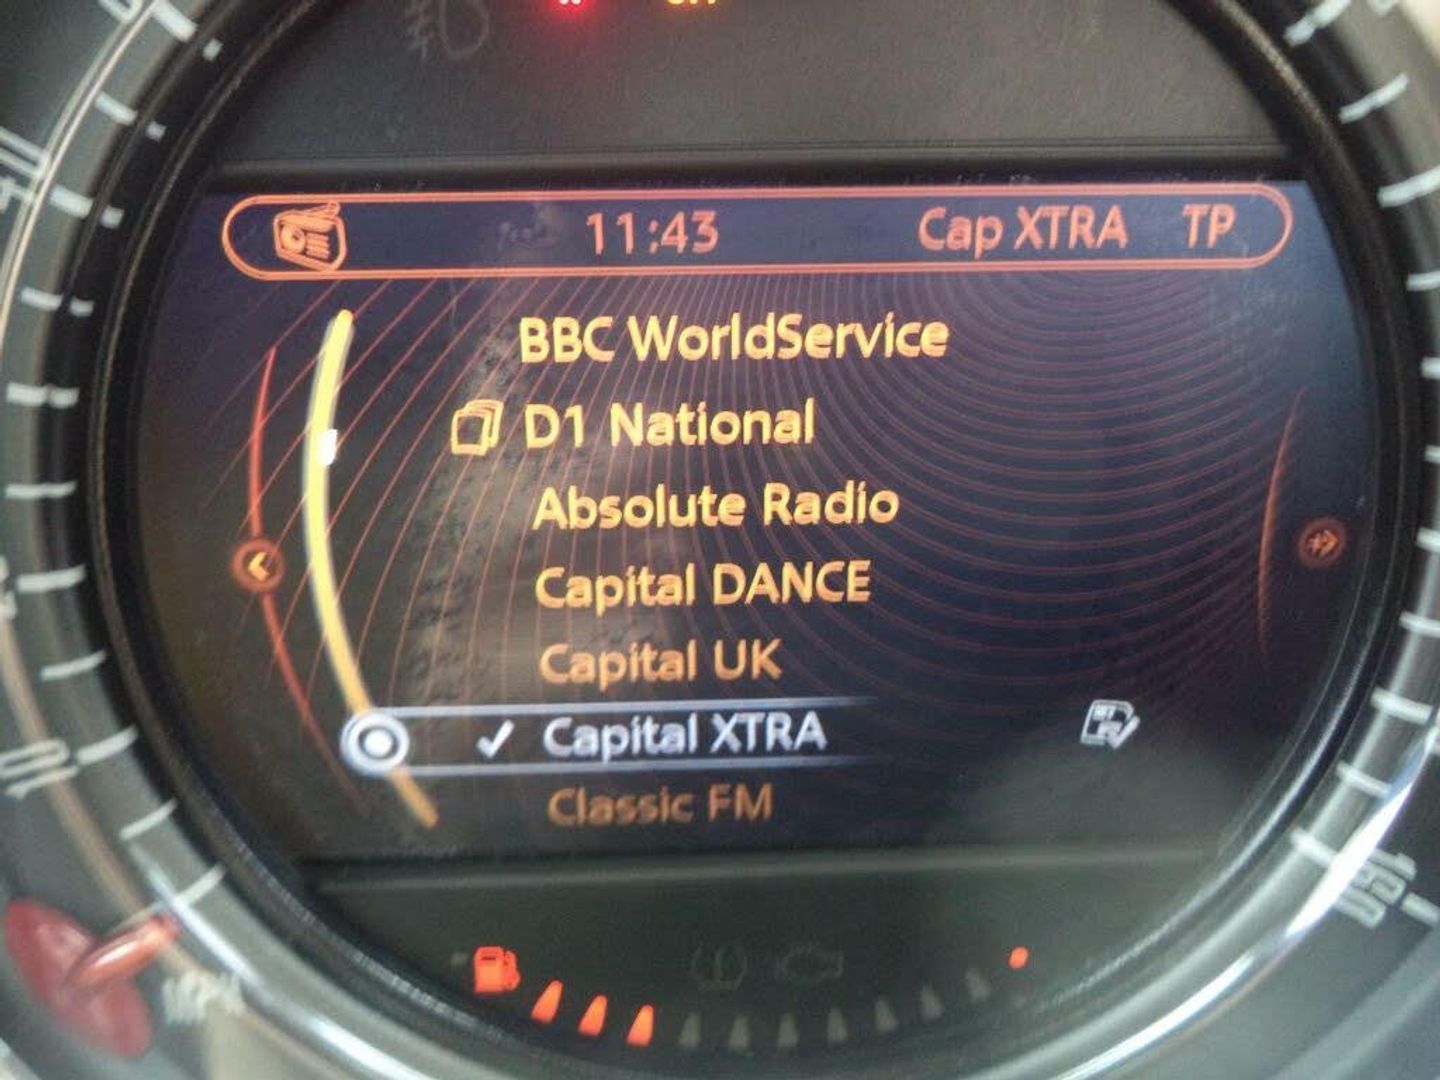 11:43 Cap XTRA TP
BBC WorldService
D1 National
Absolute Radio
Capital DANCE
Capital UK
Capital XTRA
Classic FM